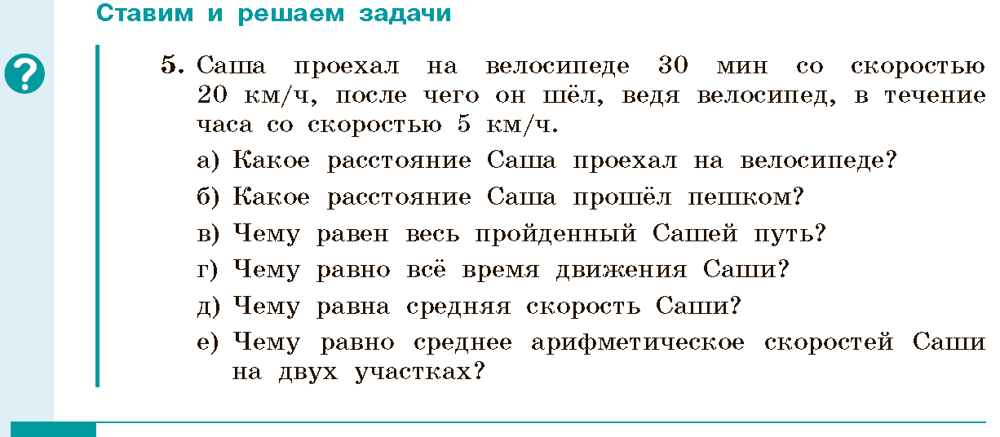 Ставим и решаем задачи
?
5. Саша проехал на велосипеде 30 мин со скоростью
20 км/ч, после чего он шёл, ведя велосипед, в течение
часа со скоростью 5 км/ч.
а) Какое расстояние Саша проехал на велосипеде?
б) Какое расстояние Саша прошёл пешком?
в) Чему равен весь пройденный Сашей путь?
г) Чему равно всё время движения Саши?
д) Чему равна средняя скорость Саши?
е) Чему равно среднее арифметическое скоростей Саши
на двух участках?